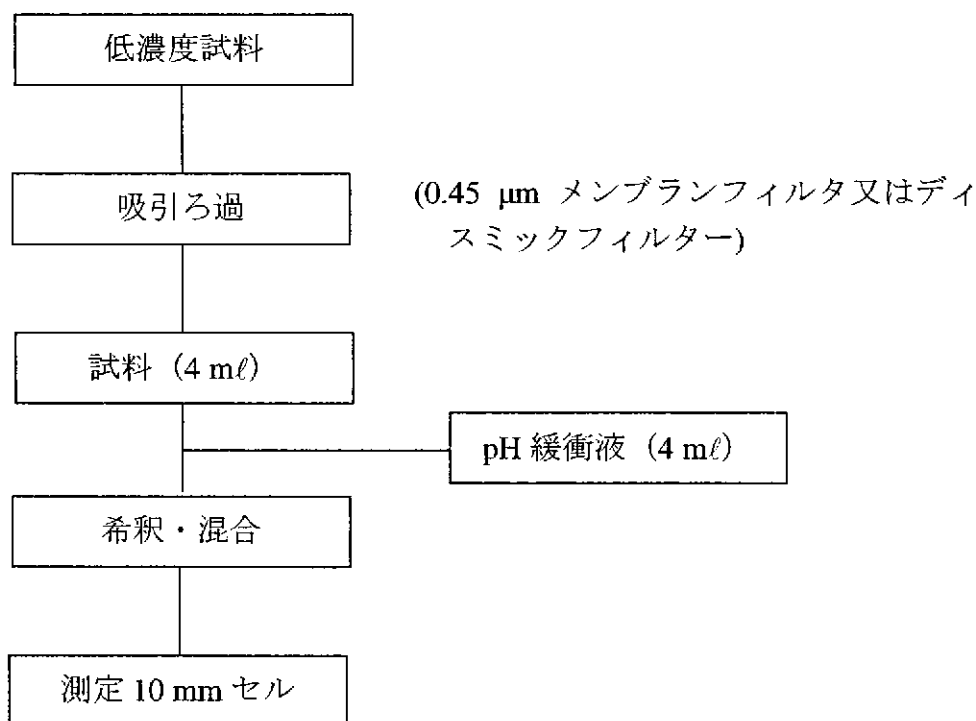 低濃度試料
吸引ろ過
(0.45 μm メンブランフィルタ又はディ
スミックフィルター)
試料（4 mℓ）
pH 緩衝液（4 mℓ）
希釈・混合
測定 10 mm セル